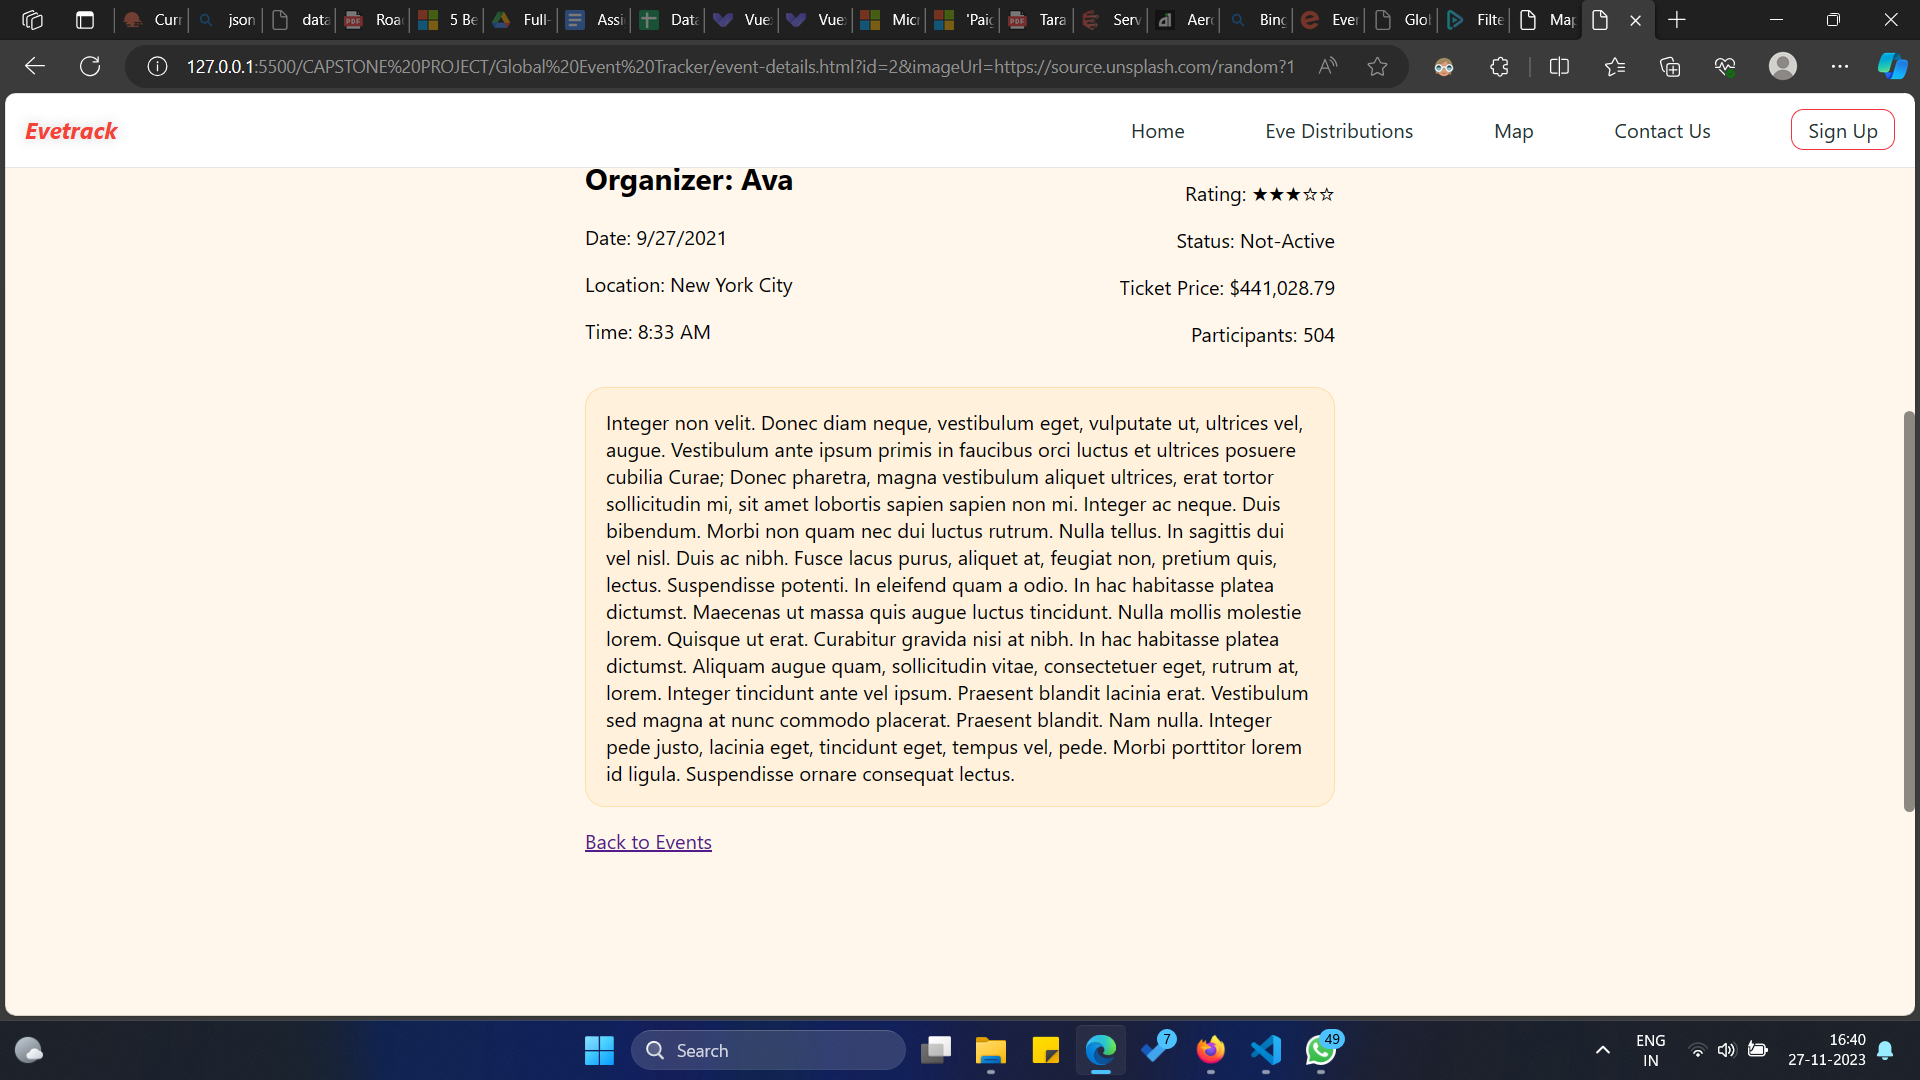 Curr
json
data
Road
5 Be
Full-
Assi
Data
Vue
Vue
Micr
'Paig
Tara
Serv
al
Aero
Bing
Ever
Glob
Filte
Map
127.0.0.1:5500/CAPSTONE%20PROJECT/Global%20Event%20Tracker/event-details.html?id=2&imageUrl=https://source.unsplash.com/random?1
Evetrack
Home
Eve Distributions
Map
Contact Us
Sign Up
Organizer: Ava
Date: 9/27/2021
Location: New York City
Time: 8:33 AM
Rating: ★★★☆☆
Status: Not-Active
Ticket Price: $441,028.79
Participants: 504
Integer non velit. Donec diam neque, vestibulum eget, vulputate ut, ultrices vel,
augue. Vestibulum ante ipsum primis in faucibus orci luctus et ultrices posuere
cubilia Curae; Donec pharetra, magna vestibulum aliquet ultrices, erat tortor
sollicitudin mi, sit amet lobortis sapien sapien non mi. Integer ac neque. Duis
bibendum. Morbi non quam nec dui luctus rutrum. Nulla tellus. In sagittis dui
vel nisl. Duis ac nibh. Fusce lacus purus, aliquet at, feugiat non, pretium quis,
lectus. Suspendisse potenti. In eleifend quam a odio. In hac habitasse platea
dictumst. Maecenas ut massa quis augue luctus tincidunt. Nulla mollis molestie
lorem. Quisque ut erat. Curabitur gravida nisi at nibh. In hac habitasse platea
dictumst. Aliquam augue quam, sollicitudin vitae, consectetuer eget, rutrum at,
lorem. Integer tincidunt ante vel ipsum. Praesent blandit lacinia erat. Vestibulum
sed magna at nunc commodo placerat. Praesent blandit. Nam nulla. Integer
pede justo, lacinia eget, tincidunt eget, tempus vel, pede. Morbi porttitor lorem
id ligula. Suspendisse ornare consequat lectus.
Back to Events
Search
7
49
ENG
IN
16:40
27-11-2023